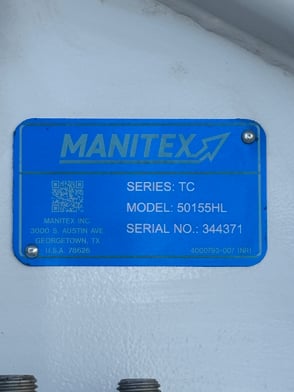 MANITEX
SERIES: TC
MODEL: 50155HL
SERIAL NO.: 344371
MANITEX INC.
3000 S. AUSTIN AVE.
GEORGETOWN, TX
U.S.A. 78626